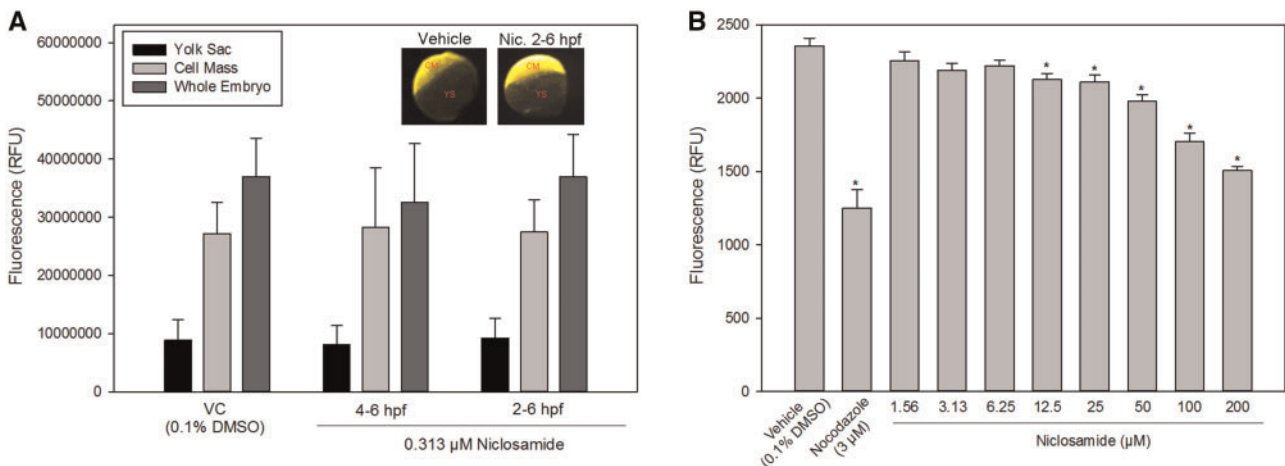 A
Fluorescence (RFU)
60000000
50000000
40000000
30000000
20000000
10000000
0
Yolk Sac
Cell Mass
Whole Embryo
Vehicle
Nic. 2-6 hpf
CM
YS
CM
YS
VC
(0.1% DMSO)
4-6 hpf
2-6 hpf
0.313 µM Niclosamide
B
Fluorescence (RFU)
2500
2000
1500
1000
500
0
*
*
*
*
*
*
Vehicle
(0.1% DMSO)
Nocodazole
(3 µM)
1.56
3.13
6.25
12.5
25
50
100
200
Niclosamide (µM)